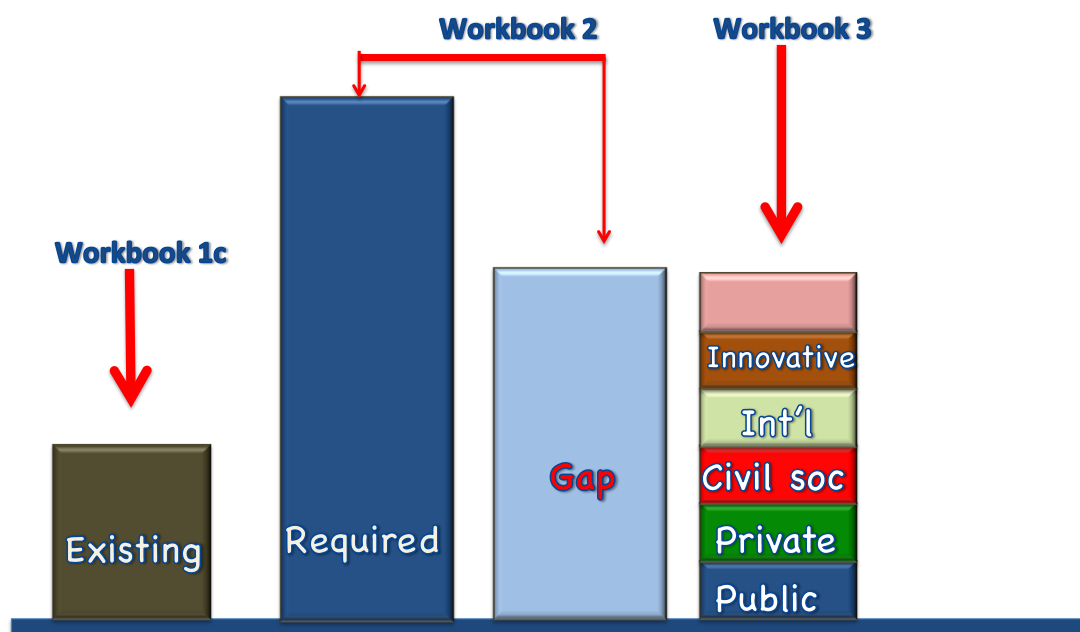 Workbook 2
Workbook 3
Workbook 1c
Innovative
Int'l
Gap
Civil soc
Existing
Required
Private
Public